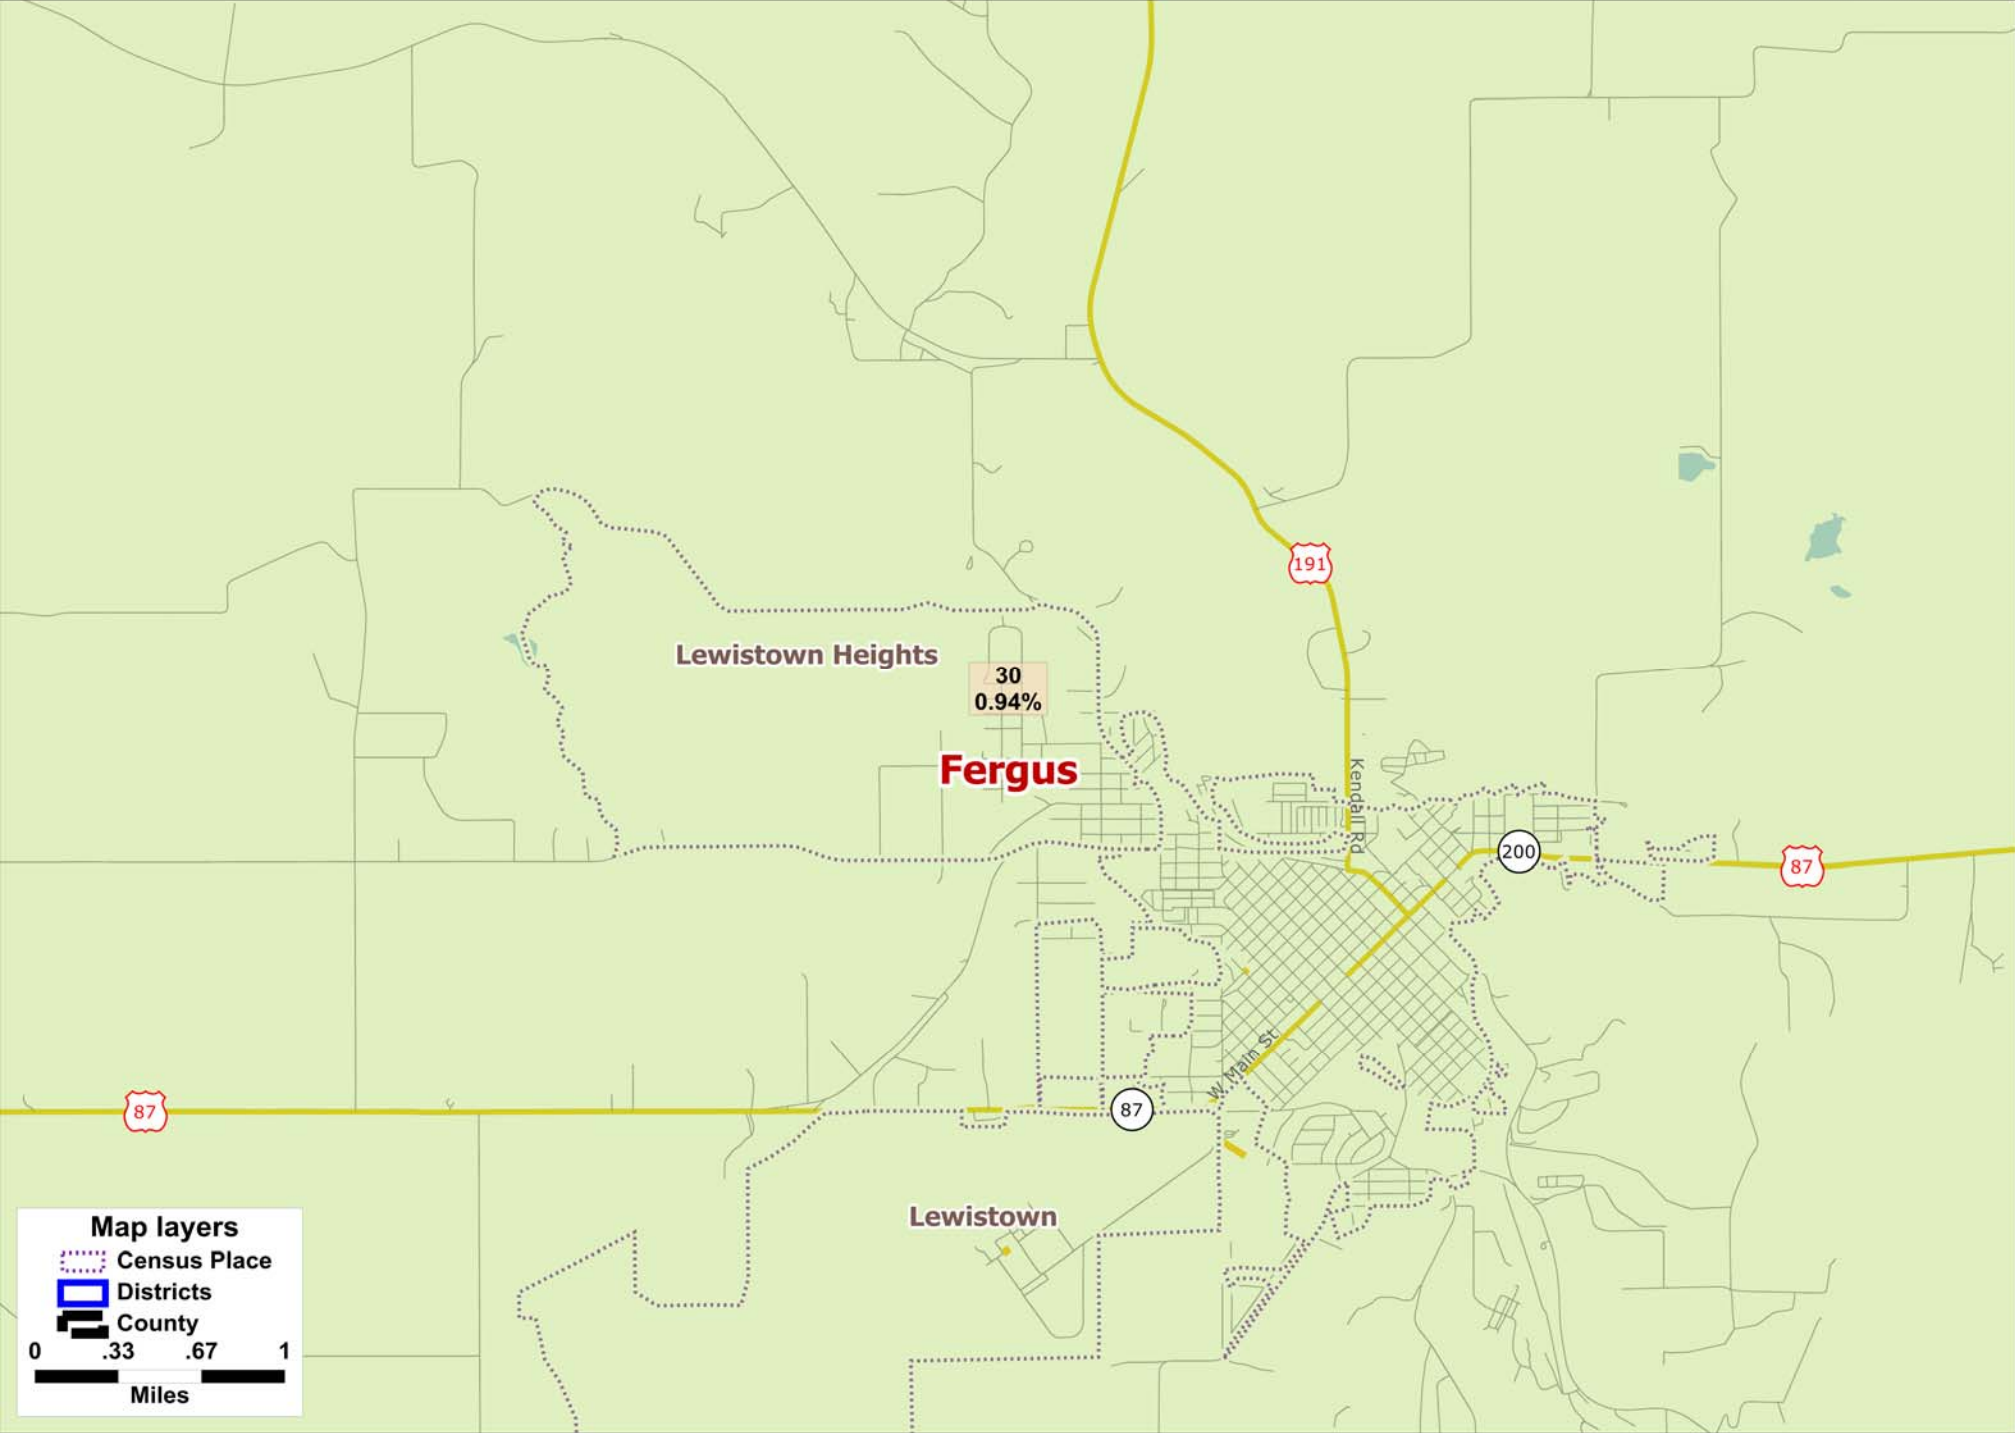 191
Lewistown Heights
30
0.94%
Fergus
Kendall Rd
200
87
W Main St
87
87
Lewistown
Map layers
Census Place
Districts
County
0 .33 .67 1
Miles